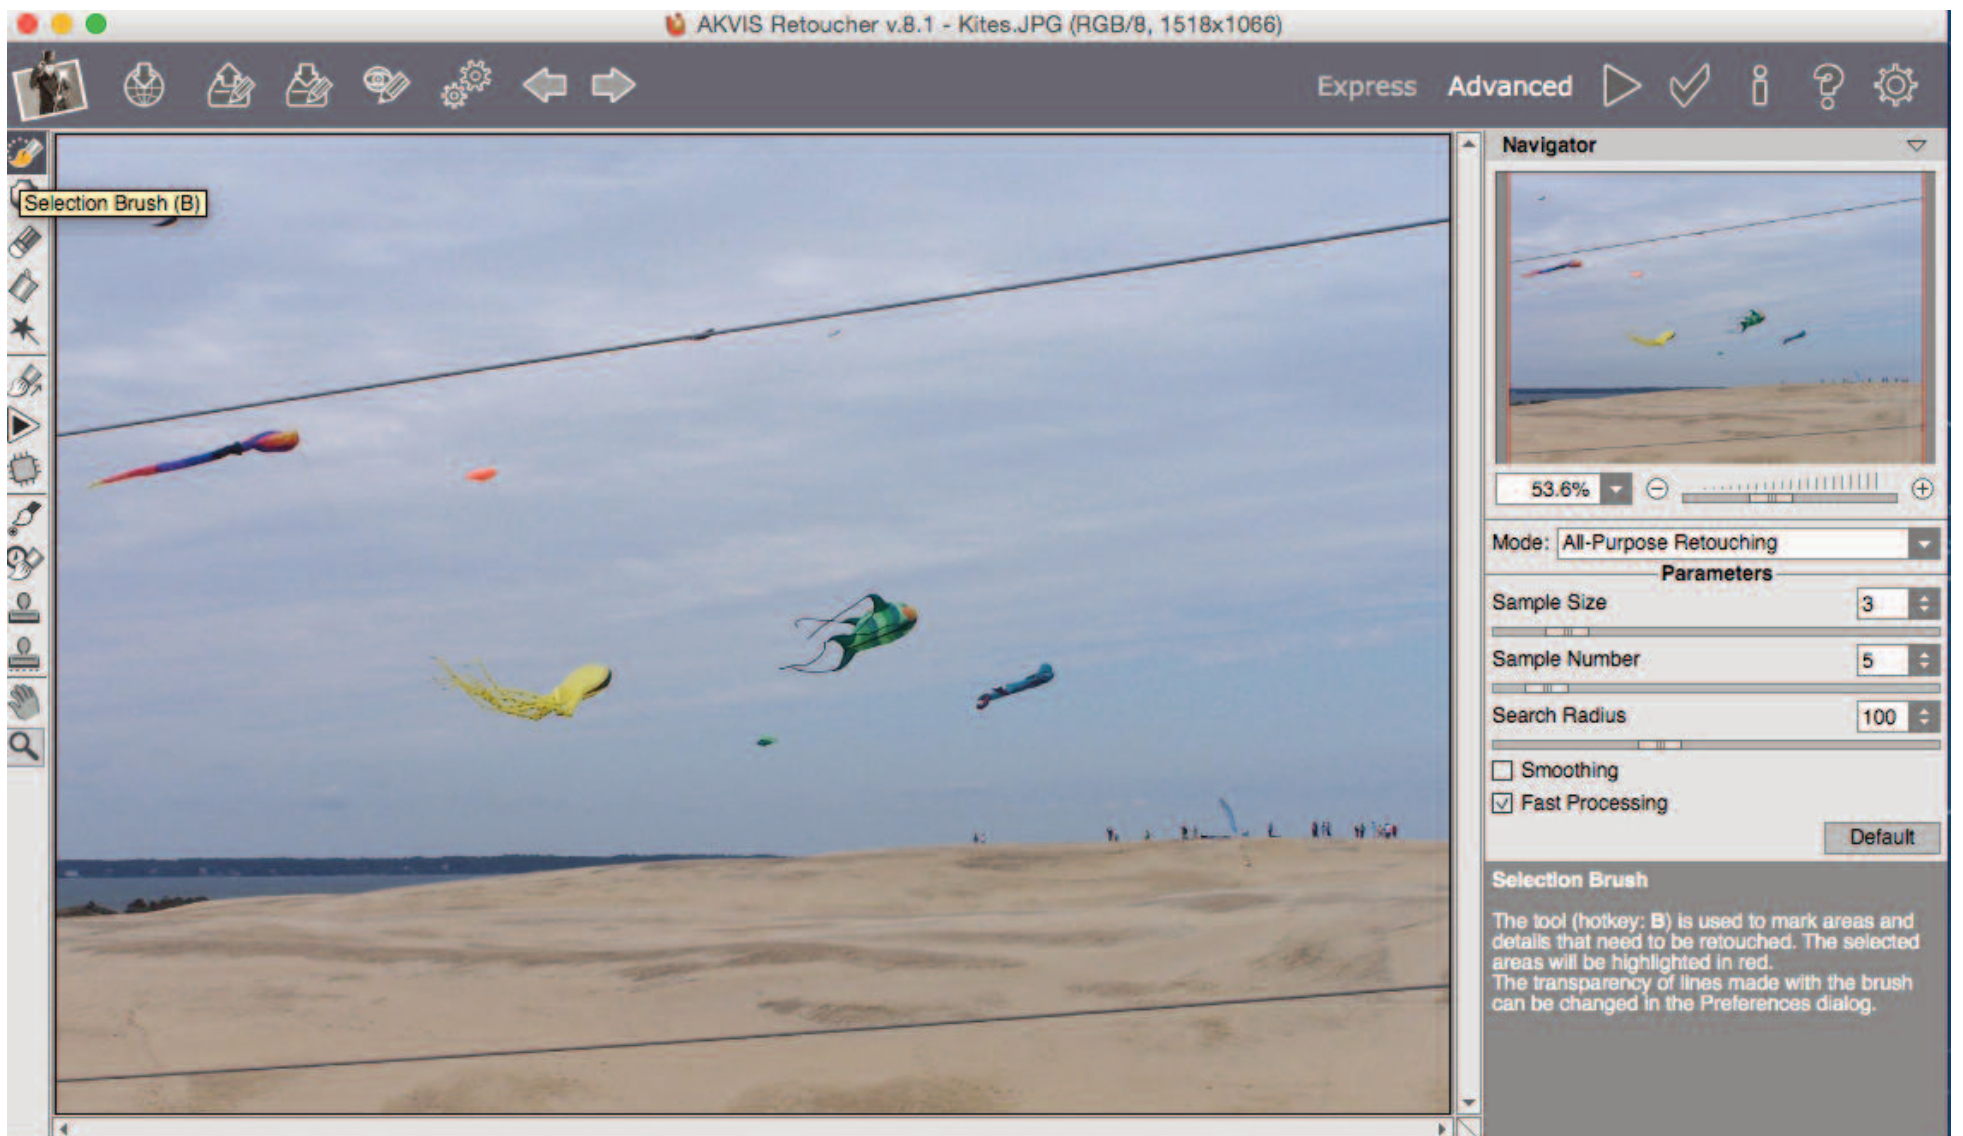 AKVIS Retoucher v.8.1 - Kites.JPG (RGB/8, 1518x1066)
Express Advanced
Selection Brush (B)
Navigator
53.6%
Mode: All-Purpose Retouching
Parameters
Sample Size 3
Sample Number 5
Search Radius 100
Smoothing
Fast Processing
Default
Selection Brush
The tool (hotkey: B) is used to mark areas and
details that need to be retouched. The selected
areas will be highlighted in red.
The transparency of lines made with the brush
can be changed in the Preferences dialog.